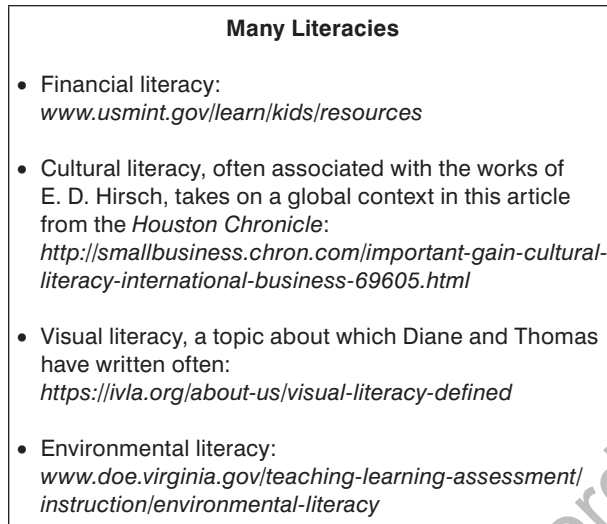 Many Literacies
• Financial literacy:
www.usmint.gov/learn/kids/resources
• Cultural literacy, often associated with the works of
E. D. Hirsch, takes on a global context in this article
from the Houston Chronicle:
http://smallbusiness.chron.com/important-gain-cultural-
literacy-international-business-69605.html
• Visual literacy, a topic about which Diane and Thomas
have written often:
https://ivla.org/about-us/visual-literacy-defined
• Environmental literacy:
www.doe.virginia.gov/teaching-learning-assessment/
instruction/environmental-literacy